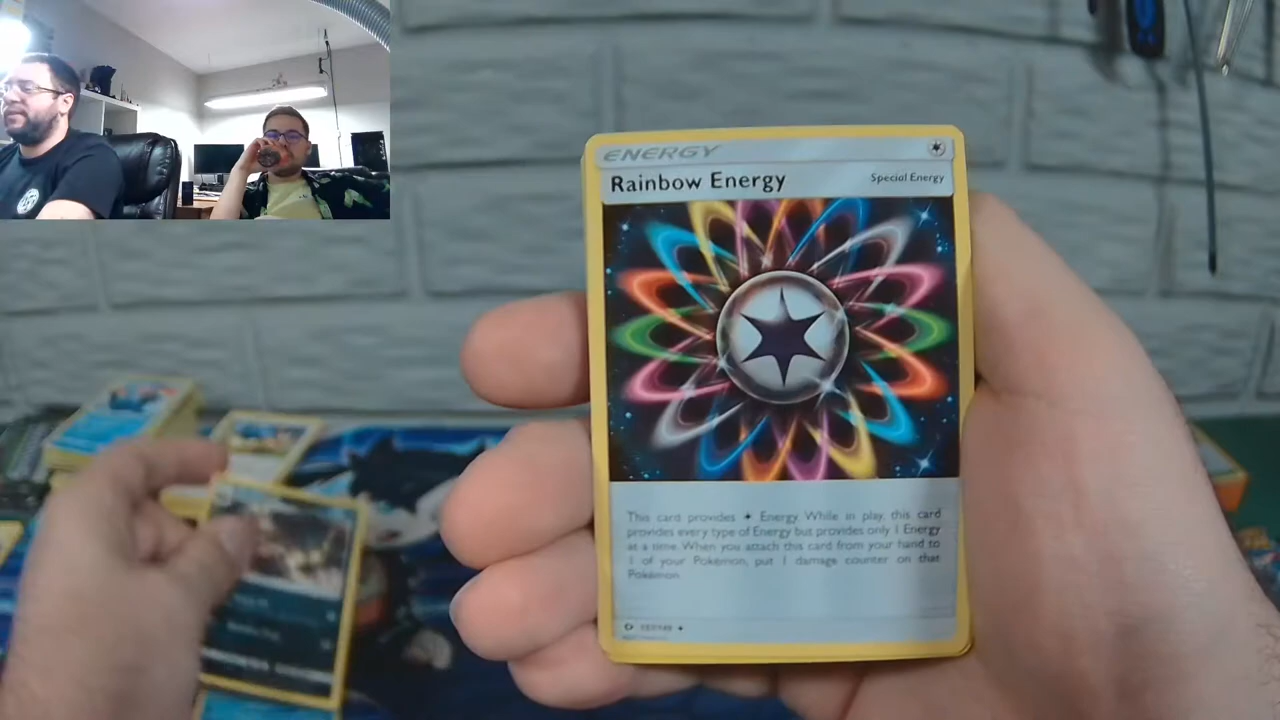 ENERGY
Rainbow Energy
Special Energy
This card provides Energy. While in play, this card
provides every type of Energy but provides only 1 Energy
at a time. When you attach this card from your hand to
1 of your Pokémon, put 1 damage counter on that
Pokémon.